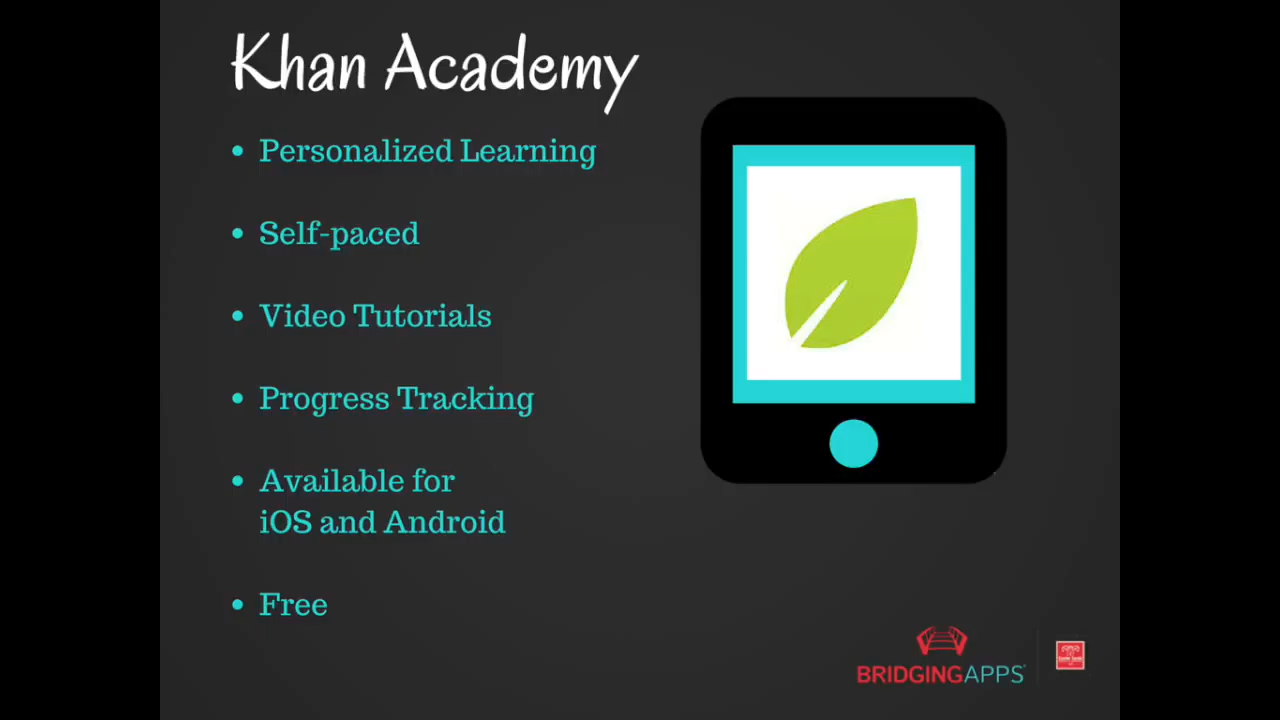 Khan Academy
• Personalized Learning
• Self-paced
• Video Tutorials
• Progress Tracking
• Available for
iOS and Android
• Free
BRIDGINGAPPS